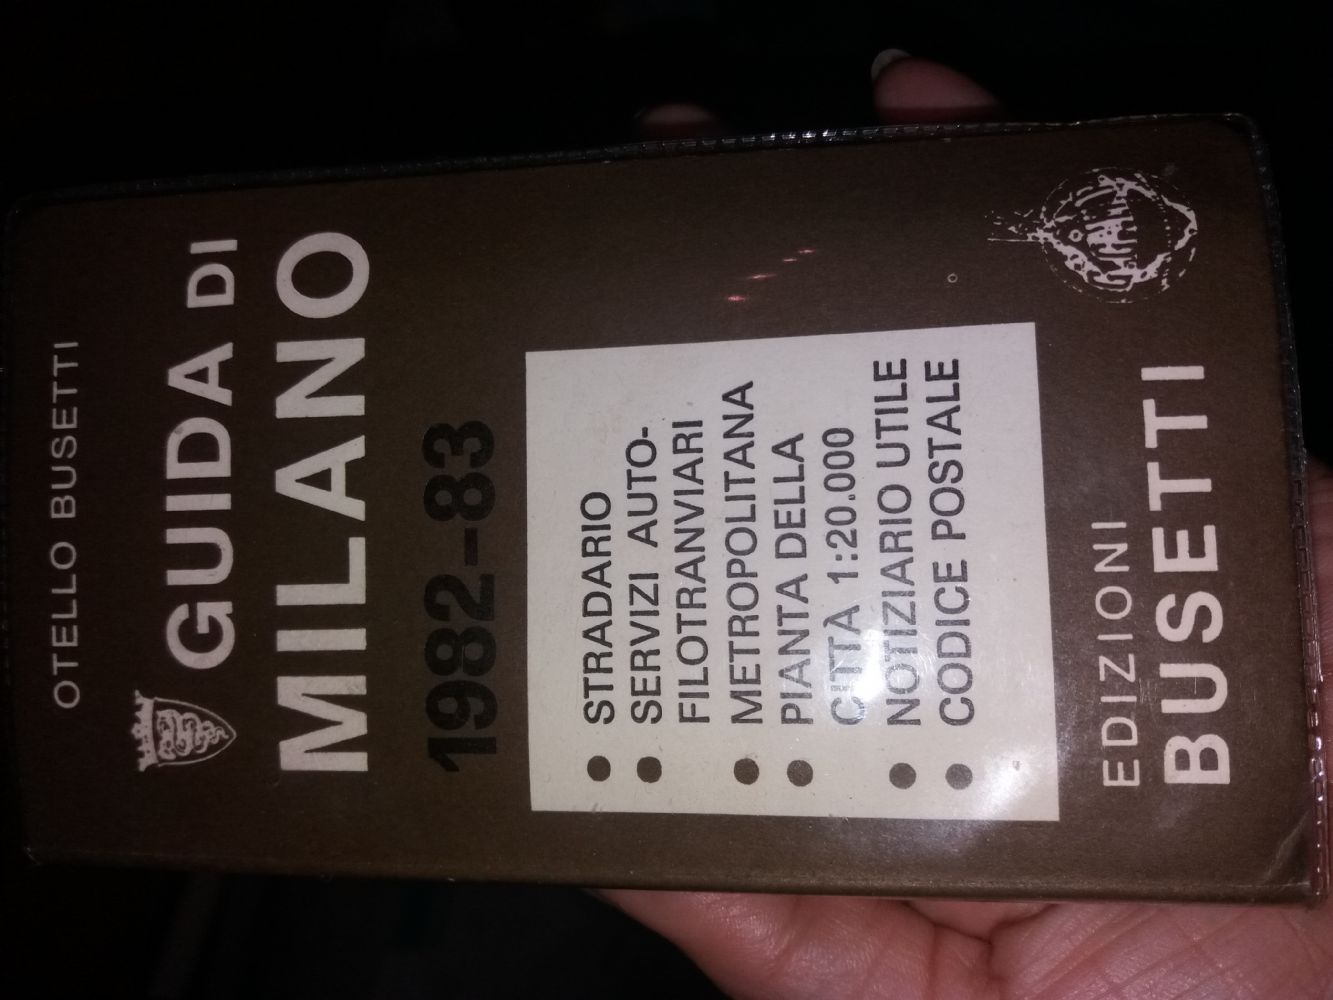 OTELLO BUSETTI
GUIDA DI
MILANO
1982-83
● STRADARIO
● SERVIZI AUTO-
FILOTRANVIARI
● METROPOLITANA
● PIANTA DELLA
CITTÀ 1:20.000
● NOTIZIARIO UTILE
● CODICE POSTALE
EDIZIONI
BUSETTI